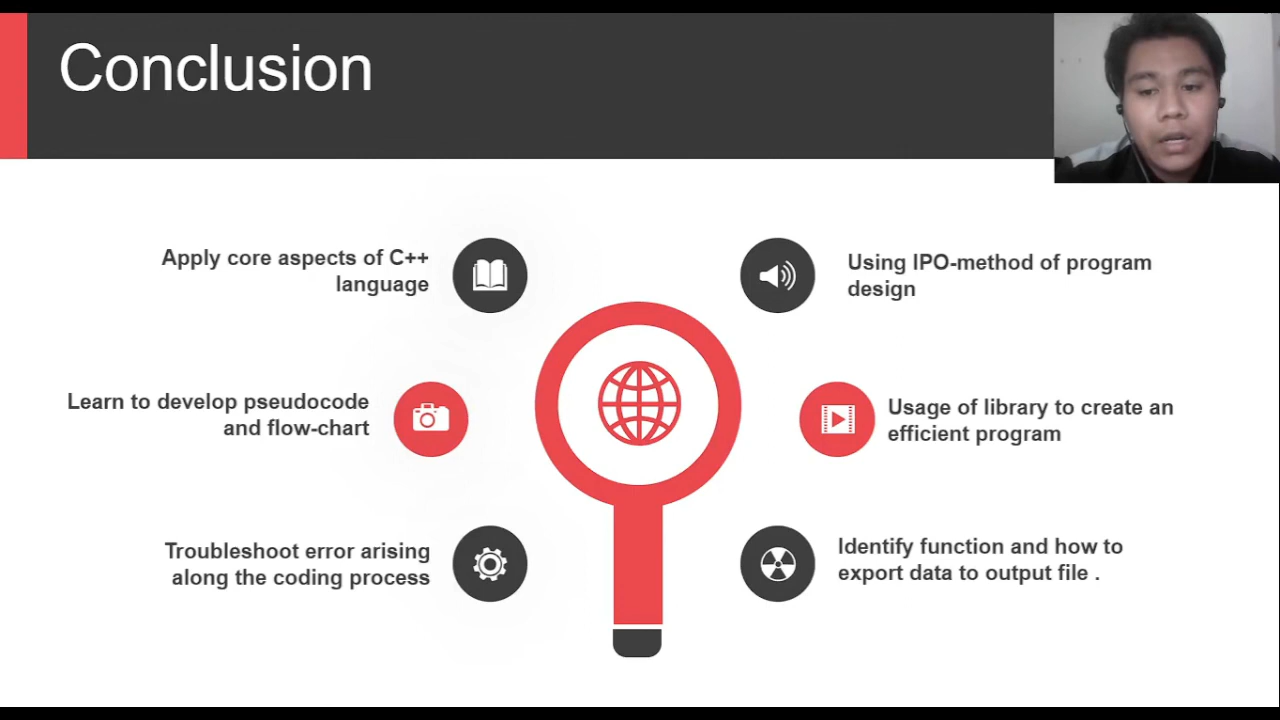 Conclusion
Apply core aspects of C++
language
Learn to develop pseudocode
and flow-chart
Troubleshoot error arising
along the coding process
Using IPO-method of program
design
Usage of library to create an
efficient program
Identify function and how to
export data to output file .